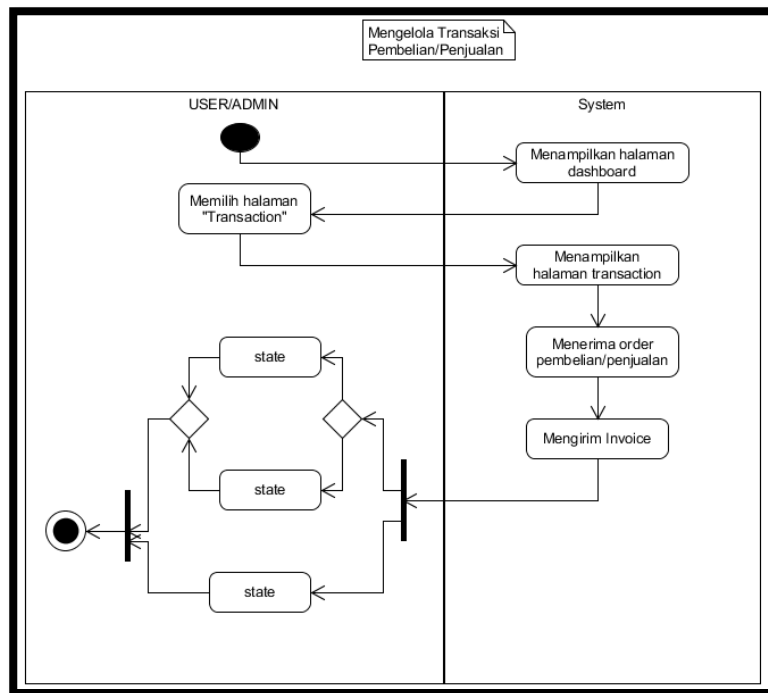 Mengelola Transaksi
Pembelian/Penjualan
USER/ADMIN
System
Menampilkan halaman
dashboard
Memilih halaman
"Transaction"
Menampilkan
halaman transaction
Menerima order
pembelian/penjualan
Mengirim Invoice
state
state
state